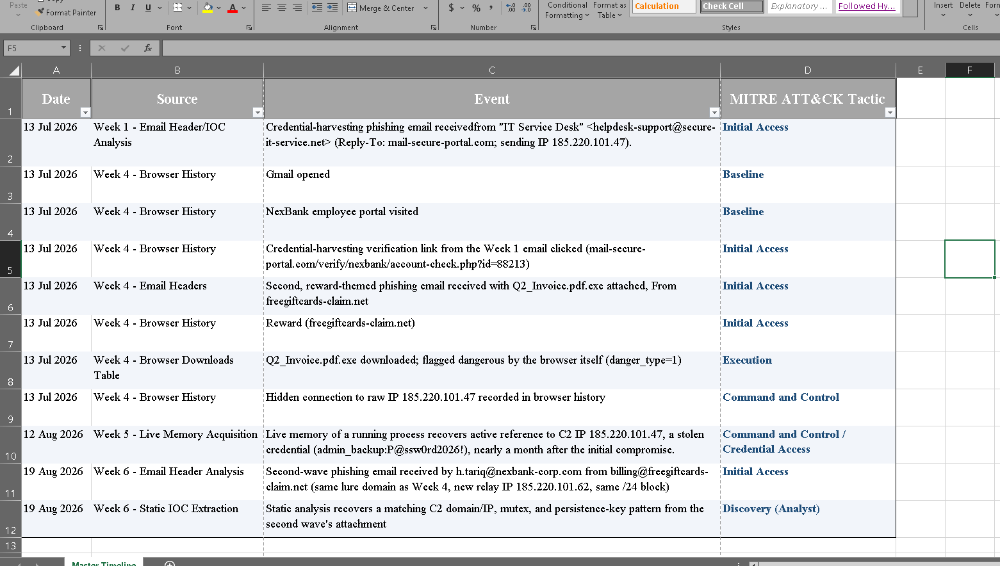 Paste
Format Painter
B I U
A
Merge & Center
$ % ,
Conditional
Formatting
Format as
Table
Calculation
Check Cell
Explanatory ...
Followed Hy...
Insert
Delete
Clipboard
Font
Alignment
Number
Styles
Cells
F5
fx
A B C D E F
1 Date Source Event MITRE ATT&CK Tactic
13 Jul 2026 Week 1 - Email Header/IOC Credential-harvesting phishing email receivedfrom "IT Service Desk" <helpdesk-support@secure- Initial Access
Analysis it-service.net> (Reply-To: mail-secure-portal.com; sending IP 185.220.101.47).
2
13 Jul 2026 Week 4 - Browser History Gmail opened Baseline
3
13 Jul 2026 Week 4 - Browser History NexBank employee portal visited Baseline
4
13 Jul 2026 Week 4 - Browser History Credential-harvesting verification link from the Week 1 email clicked (mail-secure- Initial Access
portal.com/verify/nexbank/account-check.php?id=88213)
5
13 Jul 2026 Week 4 - Email Headers Second, reward-themed phishing email received with Q2_Invoice.pdf.exe attached, From Initial Access
freegiftcards-claim.net
6
13 Jul 2026 Week 4 - Browser History Reward (freegiftcards-claim.net) Initial Access
7
13 Jul 2026 Week 4 - Browser Downloads Q2_Invoice.pdf.exe downloaded; flagged dangerous by the browser itself (danger_type=1) Execution
Table
8
13 Jul 2026 Week 4 - Browser History Hidden connection to raw IP 185.220.101.47 recorded in browser history Command and Control
9
12 Aug 2026 Week 5 - Live Memory Acquisition Live memory of a running process recovers active reference to C2 IP 185.220.101.47, a stolen Command and Control /
credential (admin_backup:P@ssw0rd2026!), nearly a month after the initial compromise. Credential Access
10
19 Aug 2026 Week 6 - Email Header Analysis Second-wave phishing email received by h.tariq@nexbank-corp.com from billing@freegiftcards- Initial Access
claim.net (same lure domain as Week 4, new relay IP 185.220.101.62, same /24 block)
11
19 Aug 2026 Week 6 - Static IOC Extraction Static analysis recovers a matching C2 domain/IP, mutex, and persistence-key pattern from the Discovery (Analyst)
second wave's attachment
12
13
Master Timeline